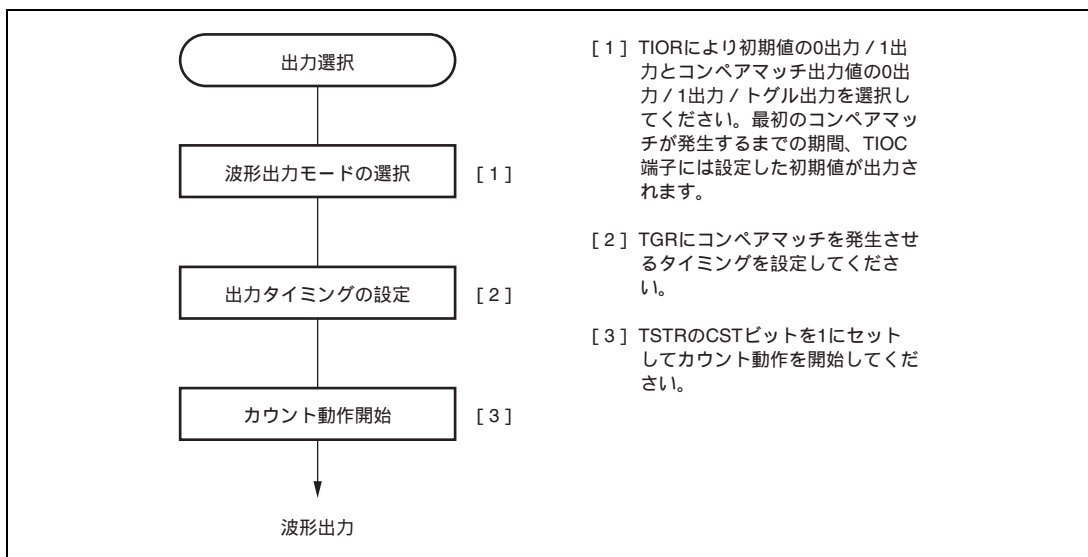 出力選択
波形出力モードの選択 [ 1 ]
出力タイミングの設定 [ 2 ]
カウント動作開始 [ 3 ]
波形出力
[ 1 ] TIORにより初期値の0出力 / 1出
力とコンペアマッチ出力値の0出
力 / 1出力 / トグル出力を選択し
てください。最初のコンペアマッ
チが発生するまでの期間、TIOC
端子には設定した初期値が出力さ
れます。
[ 2 ] TGRにコンペアマッチを発生させ
るタイミングを設定してくださ
い。
[ 3 ] TSTRのCSTビットを1にセット
してカウント動作を開始してくだ
さい。